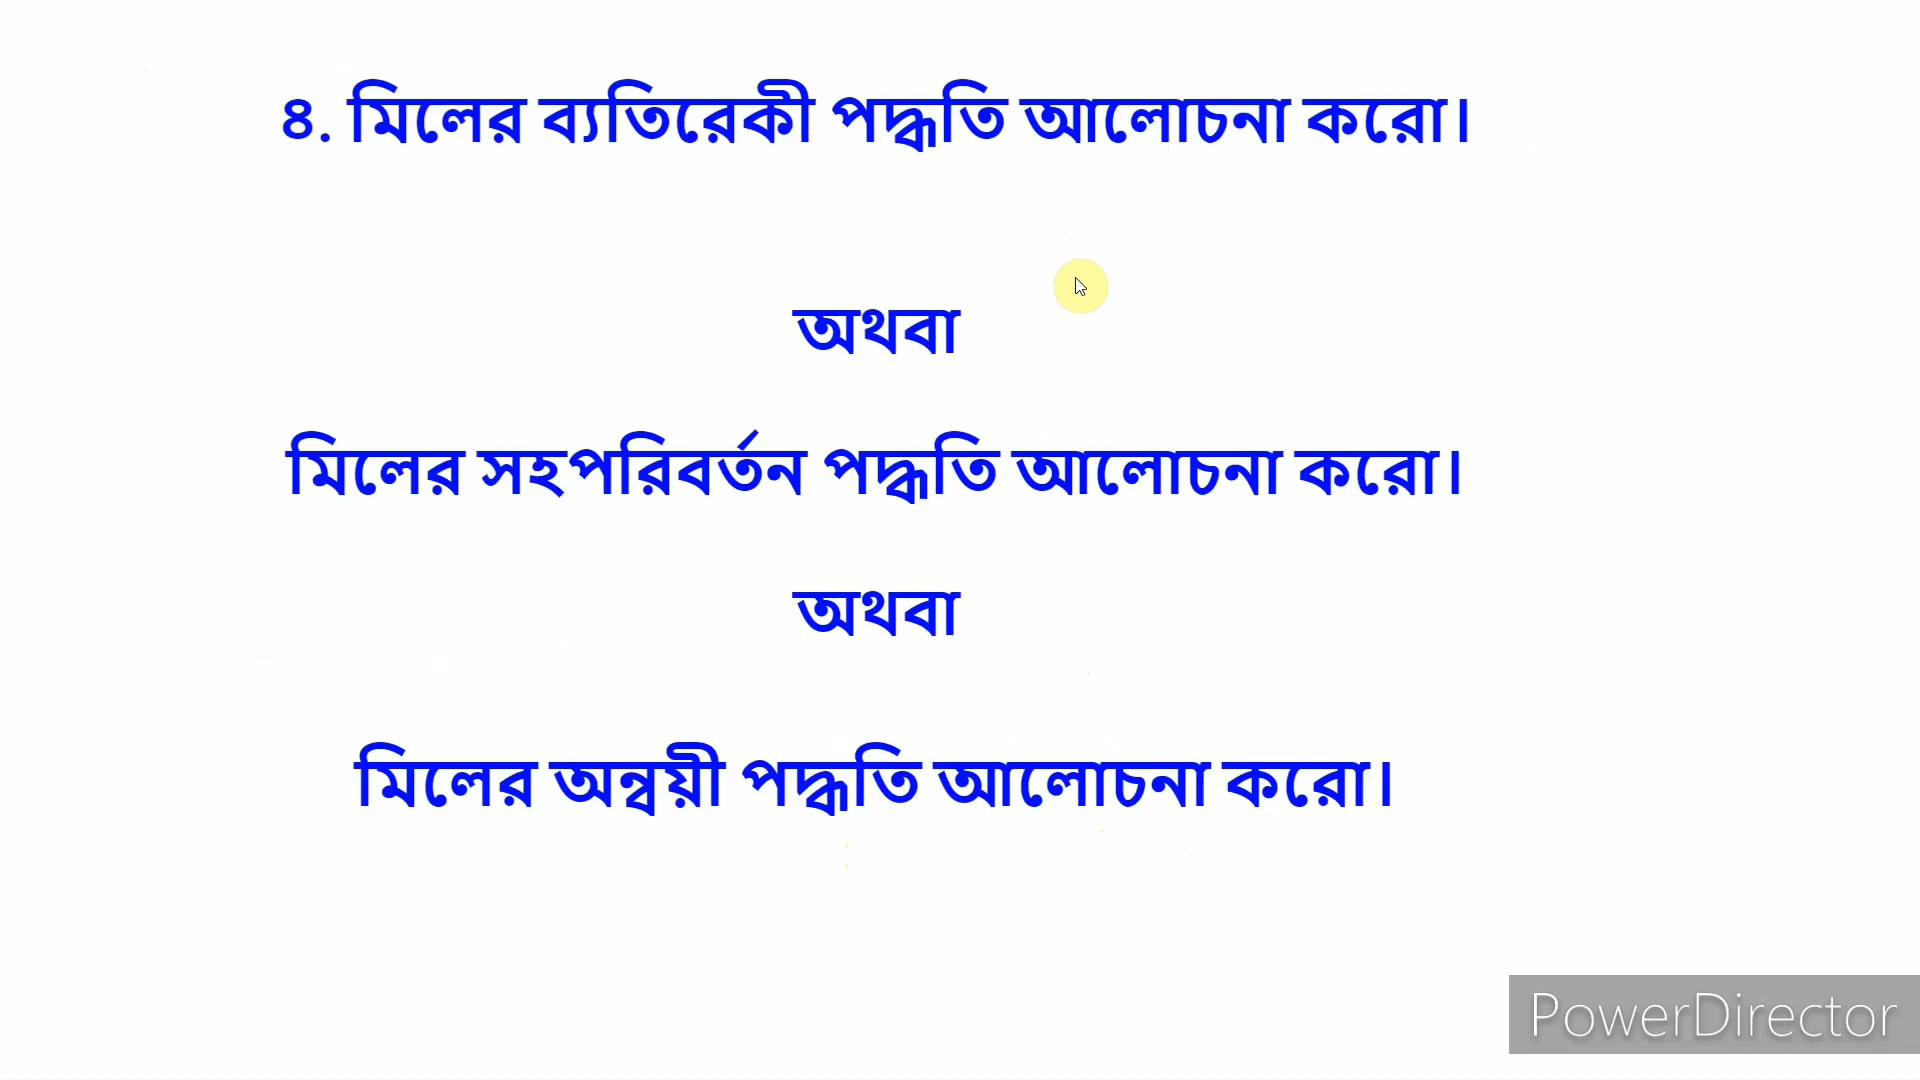 ৪. মিলের ব্যতিরেকী পদ্ধতি আলোচনা করো।
অথবা
মিলের সহপরিবর্তন পদ্ধতি আলোচনা করো।
অথবা
মিলের অন্বয়ী পদ্ধতি আলোচনা করো।
PowerDirector